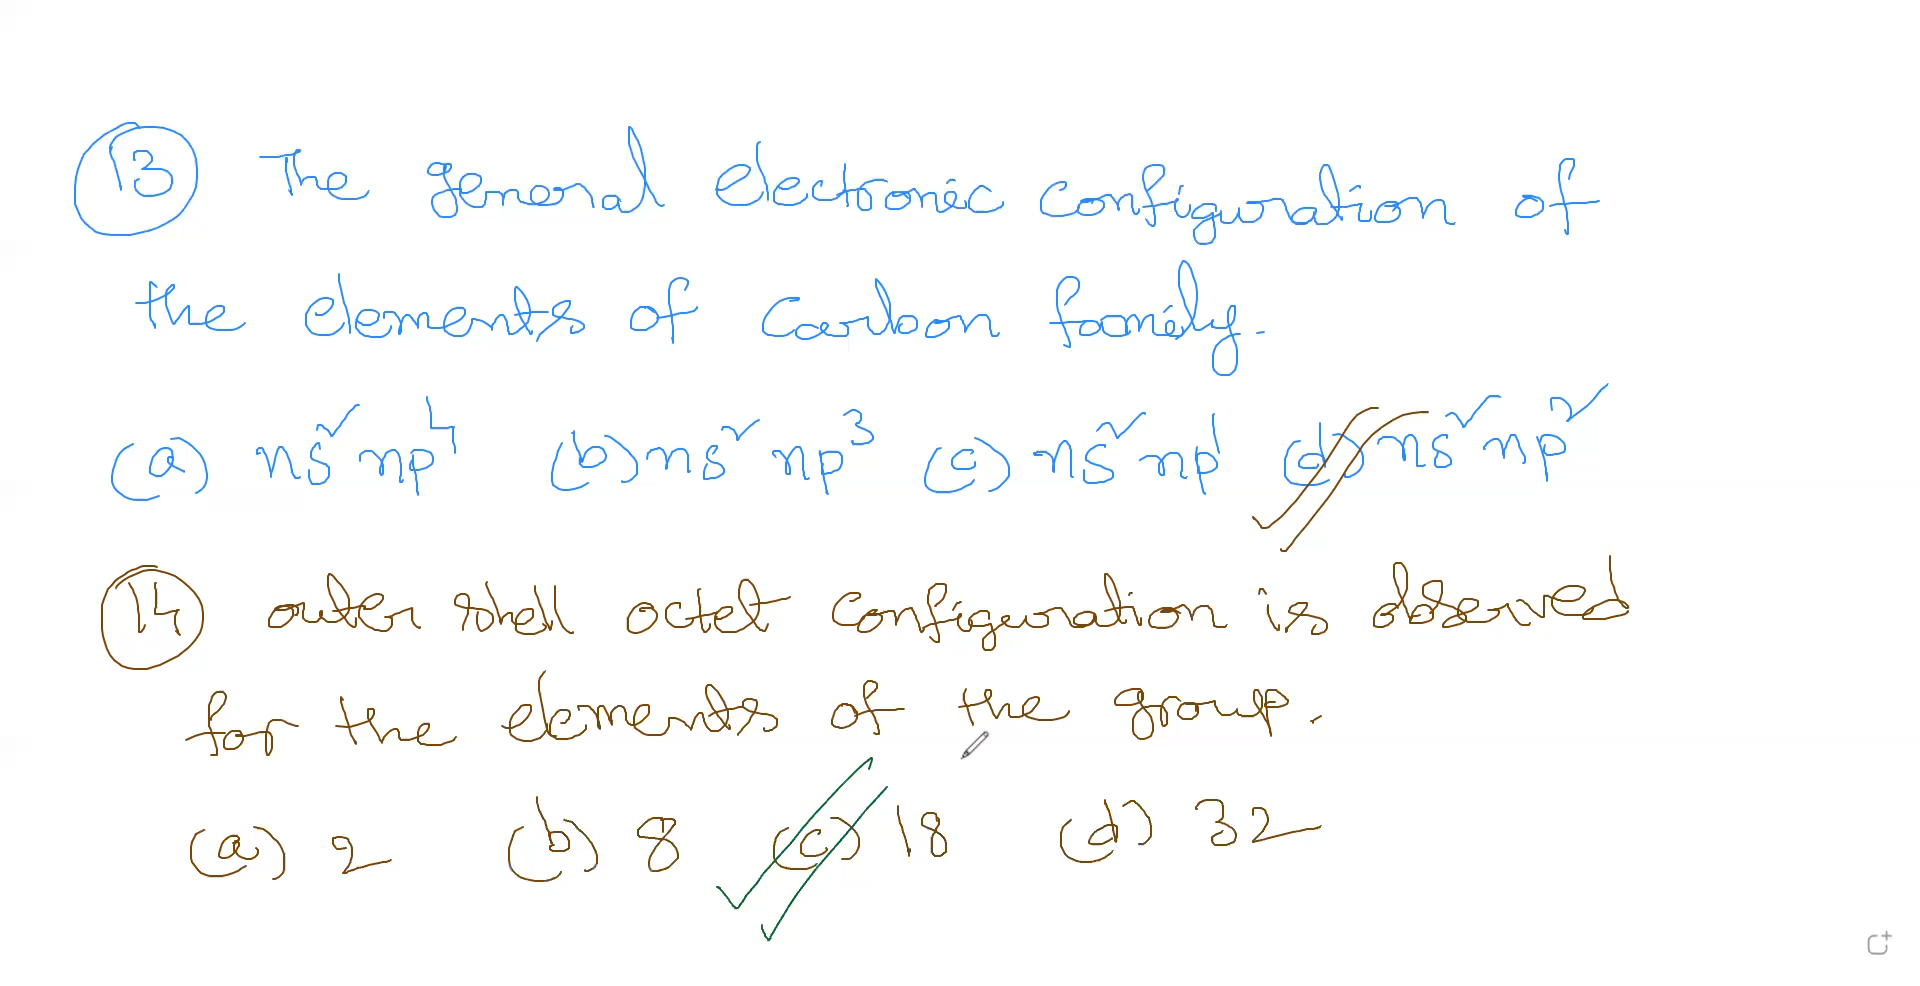 13 The general electronic configuration of
the elements of carbon family.
(a) ns² np⁴ (b) ns² np³ (c) ns² np¹ (d) ns² np²
14 outer shell octet configuration is observed
for the elements of the group.
(a) 2 (b) 8 (c) 18 (d) 32